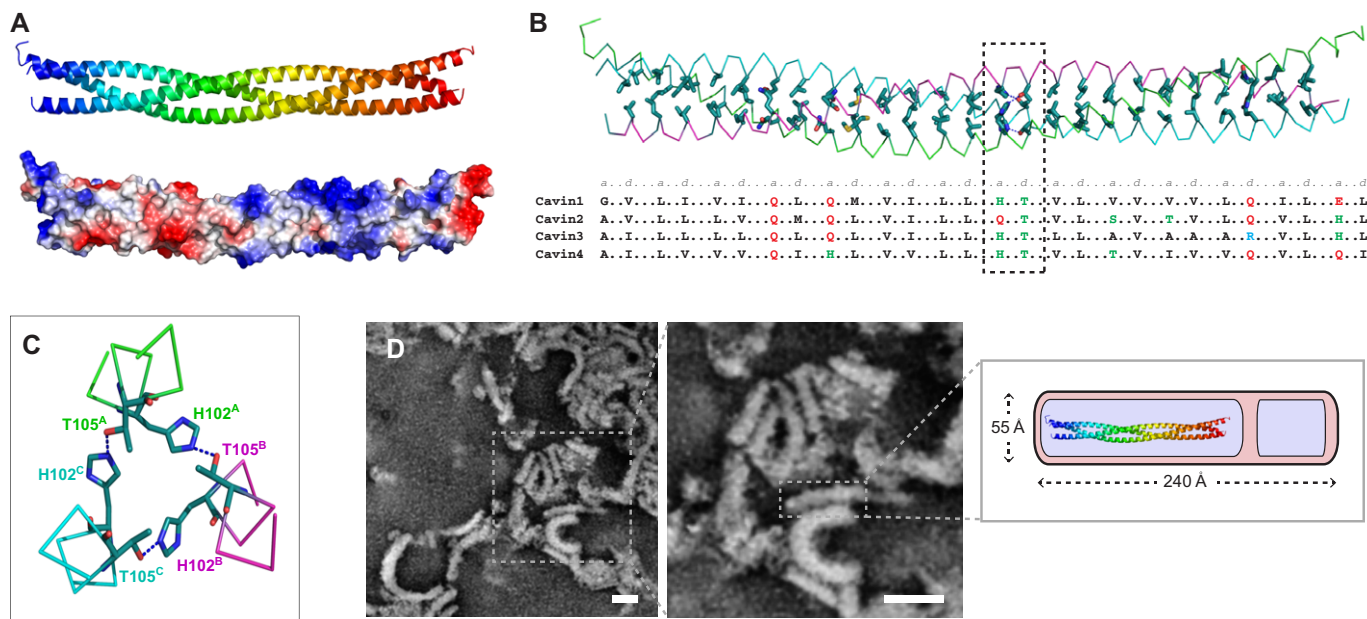 A
B
a..d...a..d...a..d...a..d...a..d...a..d...a..d...a..d...a..d...a..d...a..d...a..d...a..d...a..d
Cavin1 G..V...L..I...V..I...Q..L...Q..M...V..I...L..L...H..T...V..L...V..V...V..V...L..Q...I..L...E..L
Cavin2 A..V...L..L...L..V...Q..M...Q..L...V..I...L..L...Q..T...V..L...S..V...T..L...V..Q...V..L...H..L
Cavin3 A..I...L..L...L..L...Q..L...Q..L...V..I...L..L...H..T...L..L...A..V...A..A...A..R...V..L...H..L
Cavin4 A..I...L..V...V..V...Q..I...H..L...V..V...L..L...H..T...V..L...T..V...I..V...V..Q...V..L...Q..I
C
T105A
H102A
T105B
H102C
H102B
T105C
D
55 Å
240 Å